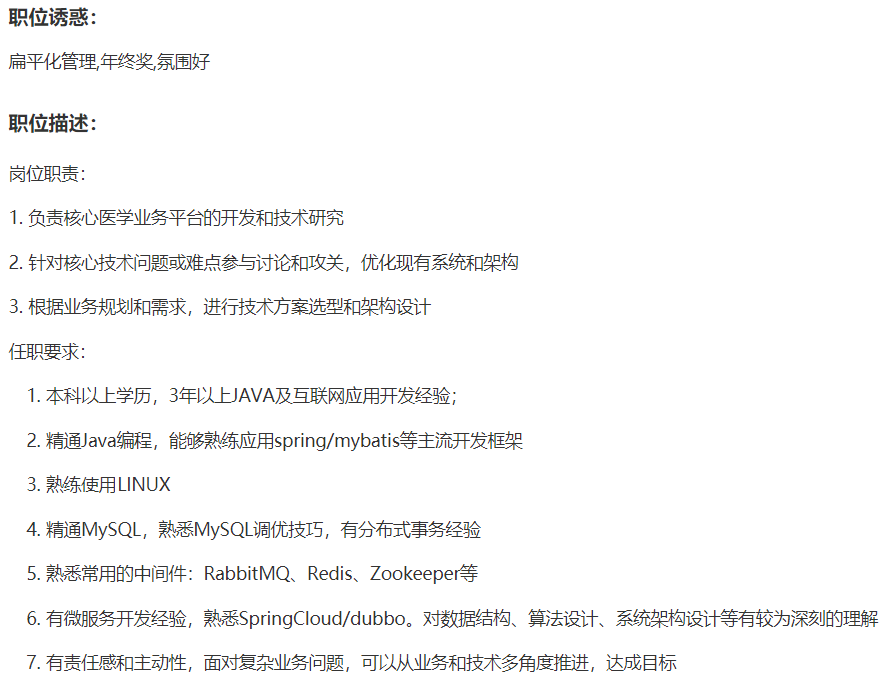 职位诱惑：
扁平化管理,年终奖,氛围好
职位描述：
岗位职责：
1. 负责核心医学业务平台的开发和技术研究
2. 针对核心技术问题或难点参与讨论和攻关，优化现有系统和架构
3. 根据业务规划和需求，进行技术方案选型和架构设计
任职要求：
1. 本科以上学历，3年以上JAVA及互联网应用开发经验；
2. 精通Java编程，能够熟练应用spring/mybatis等主流开发框架
3. 熟练使用LINUX
4. 精通MySQL，熟悉MySQL调优技巧，有分布式事务经验
5. 熟悉常用的中间件：RabbitMQ、Redis、Zookeeper等
6. 有微服务开发经验，熟悉SpringCloud/dubbo。对数据结构、算法设计、系统架构设计等有较为深刻的理解
7. 有责任感和主动性，面对复杂业务问题，可以从业务和技术多角度推进，达成目标